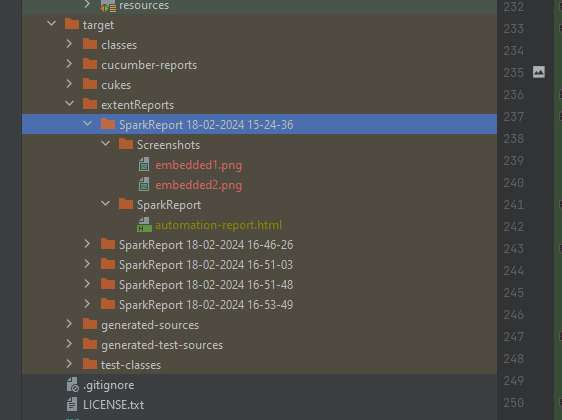 resources
target
classes
cucumber-reports
cukes
extentReports
SparkReport 18-02-2024 15-24-36
Screenshots
embedded1.png
embedded2.png
SparkReport
automation-report.html
SparkReport 18-02-2024 16-46-26
SparkReport 18-02-2024 16-51-03
SparkReport 18-02-2024 16-51-48
SparkReport 18-02-2024 16-53-49
generated-sources
generated-test-sources
test-classes
.gitignore
LICENSE.txt
232
233
234
235
236
237
238
239
240
241
242
243
244
245
246
247
248
249
250